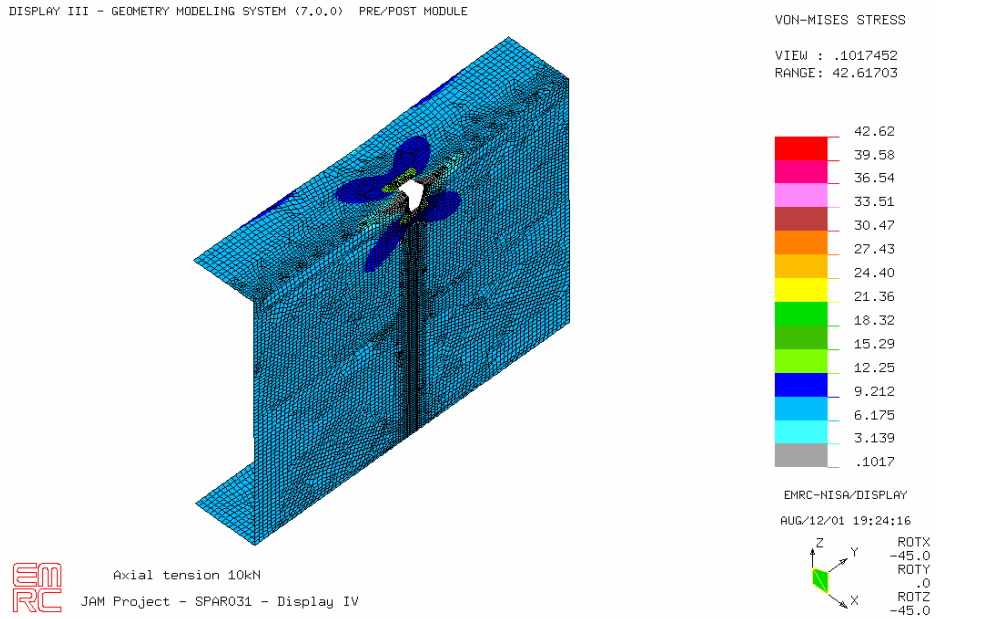 DISPLAY III - GEOMETRY MODELING SYSTEM (7.0.0)  PRE/POST MODULE
VON-MISES STRESS
VIEW : .1017452
RANGE: 42.61703
42.62
39.58
36.54
33.51
30.47
27.43
24.40
21.36
18.32
15.29
12.25
9.212
6.175
3.139
.1017
EMRC-NISA/DISPLAY
AUG/12/01 19:24:16
Z
Y
X
ROTX
-45.0
ROTY
.0
ROTZ
-45.0
EMRC
Axial tension 10kN
JAM Project - SPAR031 - Display IV